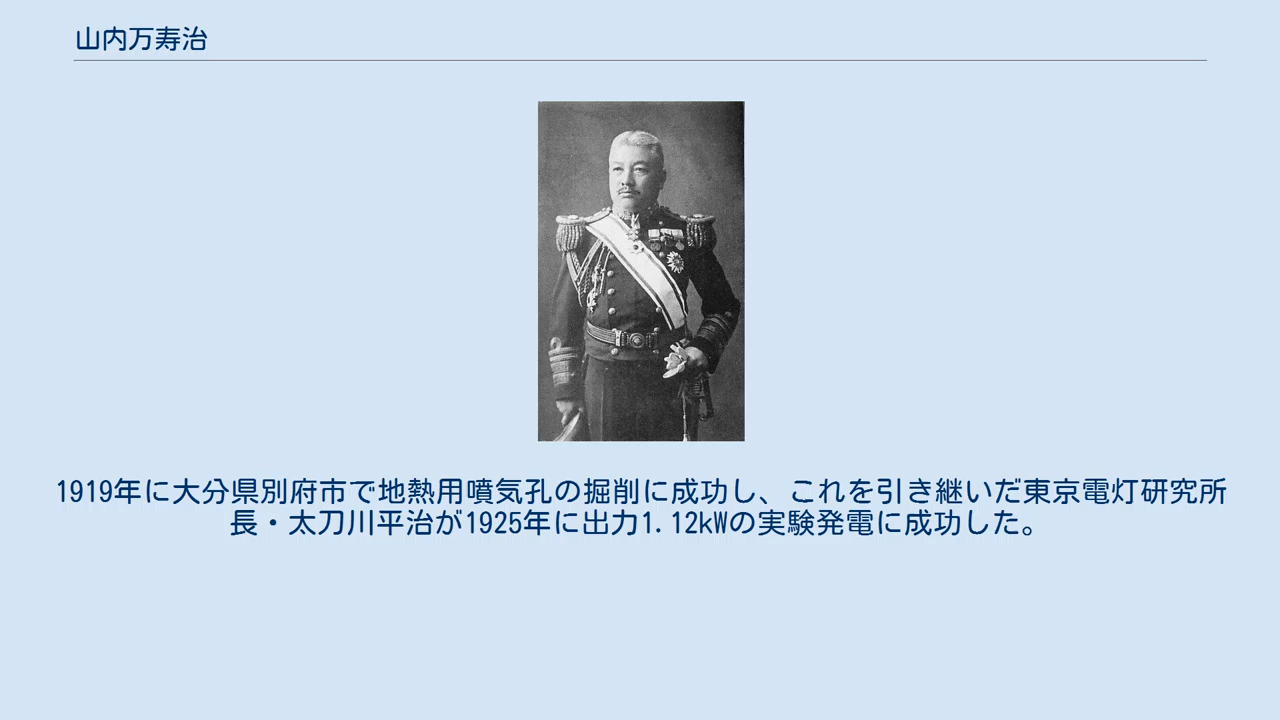 山内万寿治
1919年に大分県別府市で地熱用噴気孔の掘削に成功し、これを引き継いだ東京電灯研究所
長・太刀川平治が1925年に出力1.12kWの実験発電に成功した。